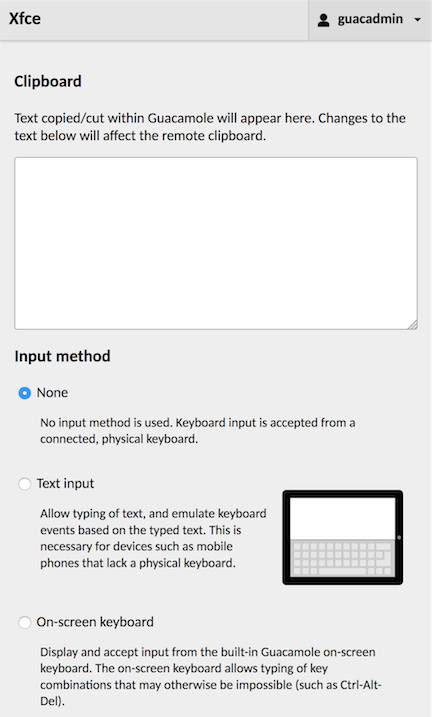 Xfce
guacadmin
Clipboard
Text copied/cut within Guacamole will appear here. Changes to the
text below will affect the remote clipboard.
Input method
None
No input method is used. Keyboard input is accepted from a
connected, physical keyboard.
Text input
Allow typing of text, and emulate keyboard
events based on the typed text. This is
necessary for devices such as mobile
phones that lack a physical keyboard.
On-screen keyboard
Display and accept input from the built-in Guacamole on-screen
keyboard. The on-screen keyboard allows typing of key
combinations that may otherwise be impossible (such as Ctrl-Alt-
Del).